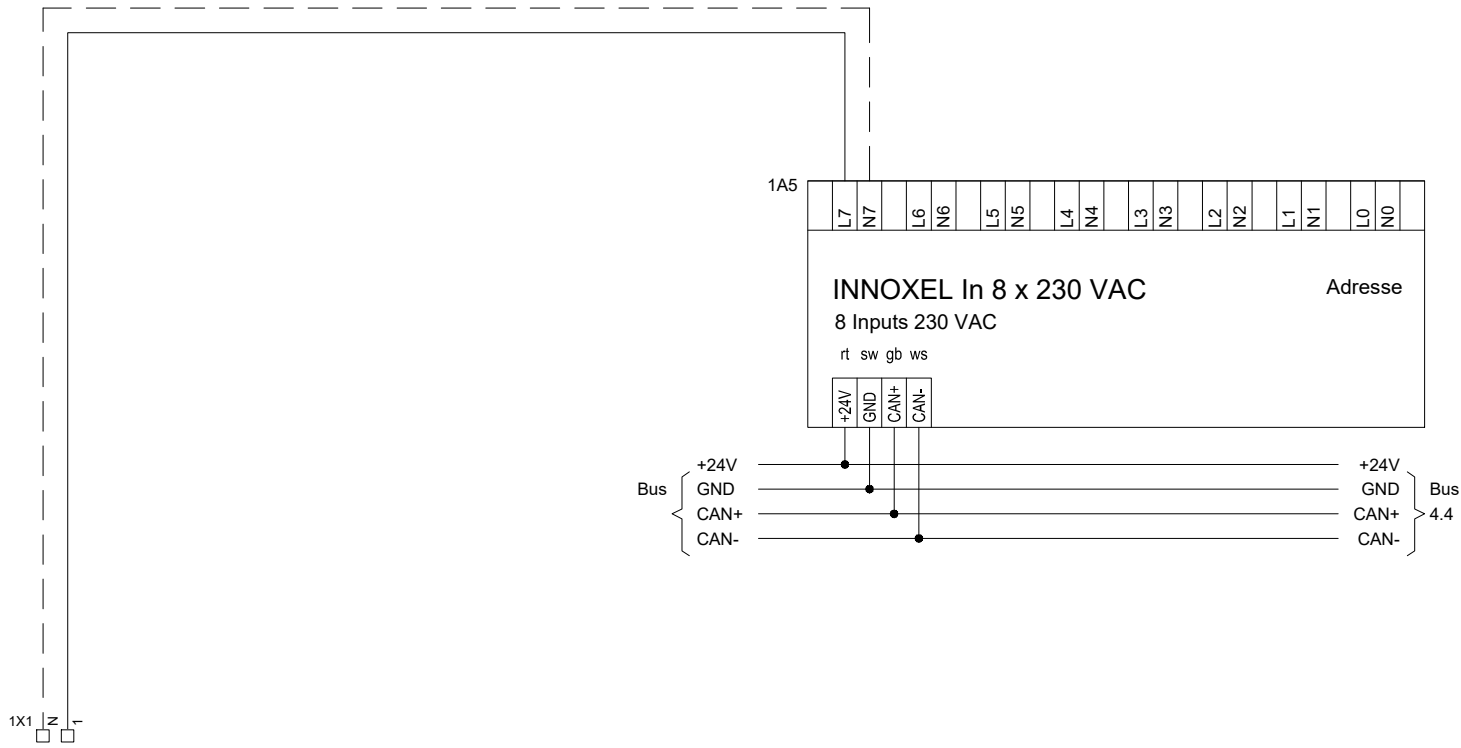 1A5
L7 N7 L6 N6 L5 N5 L4 N4 L3 N3 L2 N2 L1 N1 L0 N0
INNOXEL In 8 x 230 VAC
Adresse
8 Inputs 230 VAC
rt sw gb ws
+24V GND CAN+ CAN-
+24V +24V
Bus GND GND Bus
CAN+ CAN+ 4.4
CAN- CAN-
1X1 N 1